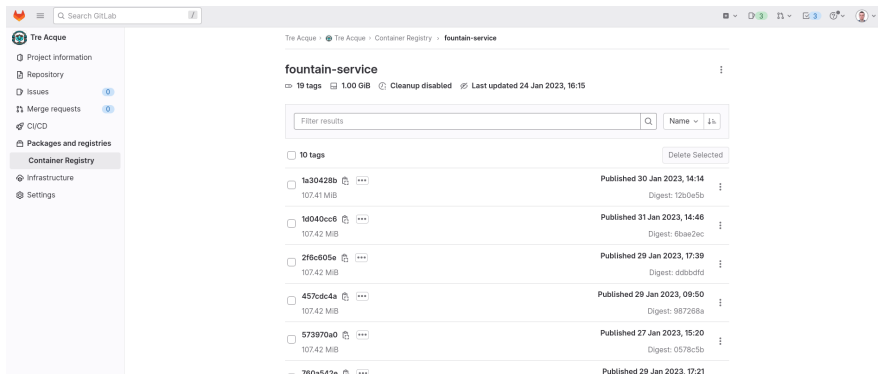 Search GitLab
/
3
3
Tre Acque
Project information
Repository
Issues 0
Merge requests 0
CI/CD
Packages and registries
Container Registry
Infrastructure
Settings
Tre Acque › Tre Acque › Container Registry › fountain-service
fountain-service
19 tags 1.00 GiB Cleanup disabled Last updated 24 Jan 2023, 16:15
Filter results
Name
10 tags
Delete Selected
1a30428b Published 30 Jan 2023, 14:14
107.41 MiB Digest: 12b0e5b
1d040cc6 Published 31 Jan 2023, 14:46
107.42 MiB Digest: 6bae2ec
2f6c605e Published 29 Jan 2023, 17:39
107.42 MiB Digest: ddbbdfd
457cdc4a Published 29 Jan 2023, 09:50
107.42 MiB Digest: 987268a
573970a0 Published 27 Jan 2023, 15:20
107.42 MiB Digest: 0578c5b
760a542e Published 29 Jan 2023, 17:21